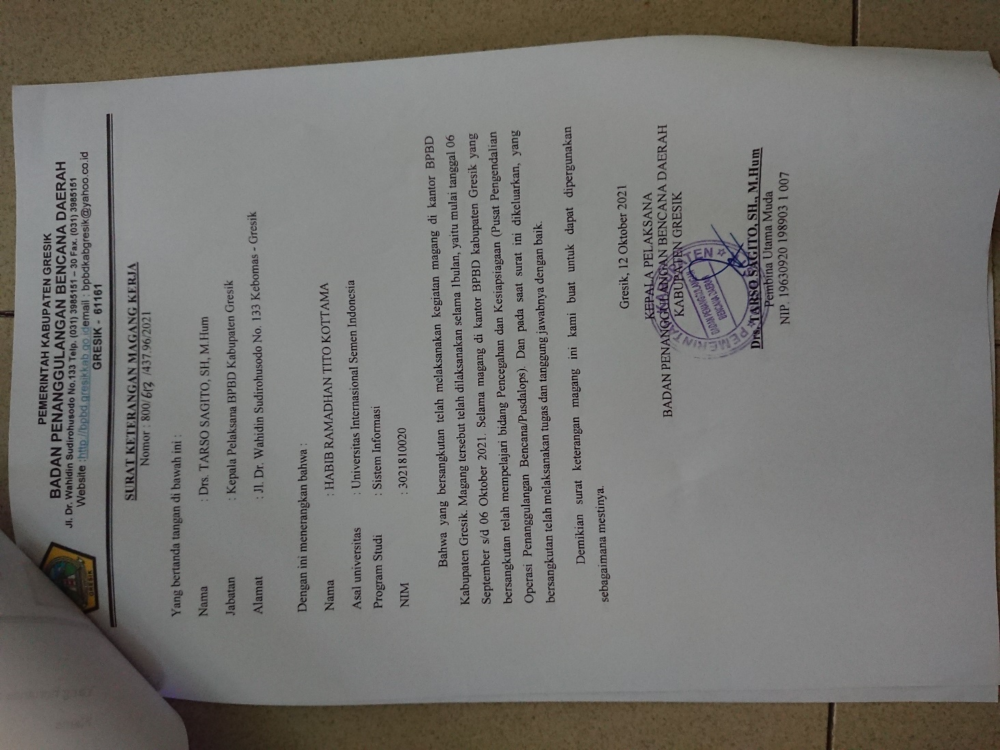 PEMERINTAH KABUPATEN GRESIK
BADAN PENANGULANGAN BENCANA DAERAH
Jl. Dr. Wahidin Sudirohusodo No.133 Telp. (031) 3985151 – 30 Fax. (031) 3985151
Website :http://bpbd.gresikkab.go.idemail : bpbdkabgresik@yahoo.co.id
GRESIK - 61161
GRESIK
SURAT KETERANGAN MAGANG KERJA
Nomor : 800/613 /437.96/2021
Yang bertanda tangan di bawah ini :
Nama : Drs. TARSO SAGITO, SH, M.Hum
Jabatan : Kepala Pelaksana BPBD Kabupaten Gresik
Alamat : Jl. Dr. Wahidin Sudirohusodo No. 133 Kebomas - Gresik
Dengan ini menerangkan bahwa :
Nama : HABIB RAMADHAN TITO KOTTAMA
Asal universitas : Universitas Internasional Semen Indonesia
Program Studi : Sistem Informasi
NIM : 3021810020
Bahwa yang bersangkutan telah melaksanakan kegiatan magang di kantor BPBD
Kabupaten Gresik. Magang tersebut telah dilaksanakan selama 1bulan, yaitu mulai tanggal 06
September s/d 06 Oktober 2021. Selama magang di kantor BPBD kabupaten Gresik yang
bersangkutan telah mempelajari bidang Pencegahan dan Kesiapsiagaan (Pusat Pengendalian
Operasi Penanggulangan Bencana/Pusdalops). Dan pada saat surat ini dikeluarkan, yang
bersangkutan telah melaksanakan tugas dan tanggung jawabnya dengan baik.
Demikian surat keterangan magang ini kami buat untuk dapat dipergunakan
sebagaimana mestinya.
Gresik, 12 Oktober 2021
KEPALA PELAKSANA
BADAN PENANGGULANGAN BENCANA DAERAH
KABUPATEN GRESIK
PEMERINTAH KABUPATEN
BADAN PENANGGULANGAN
BENCANA DAERAH
Drs. TARSO SAGITO, SH., M.Hum
Pembina Utama Muda
NIP. 19630920 198903 1 007